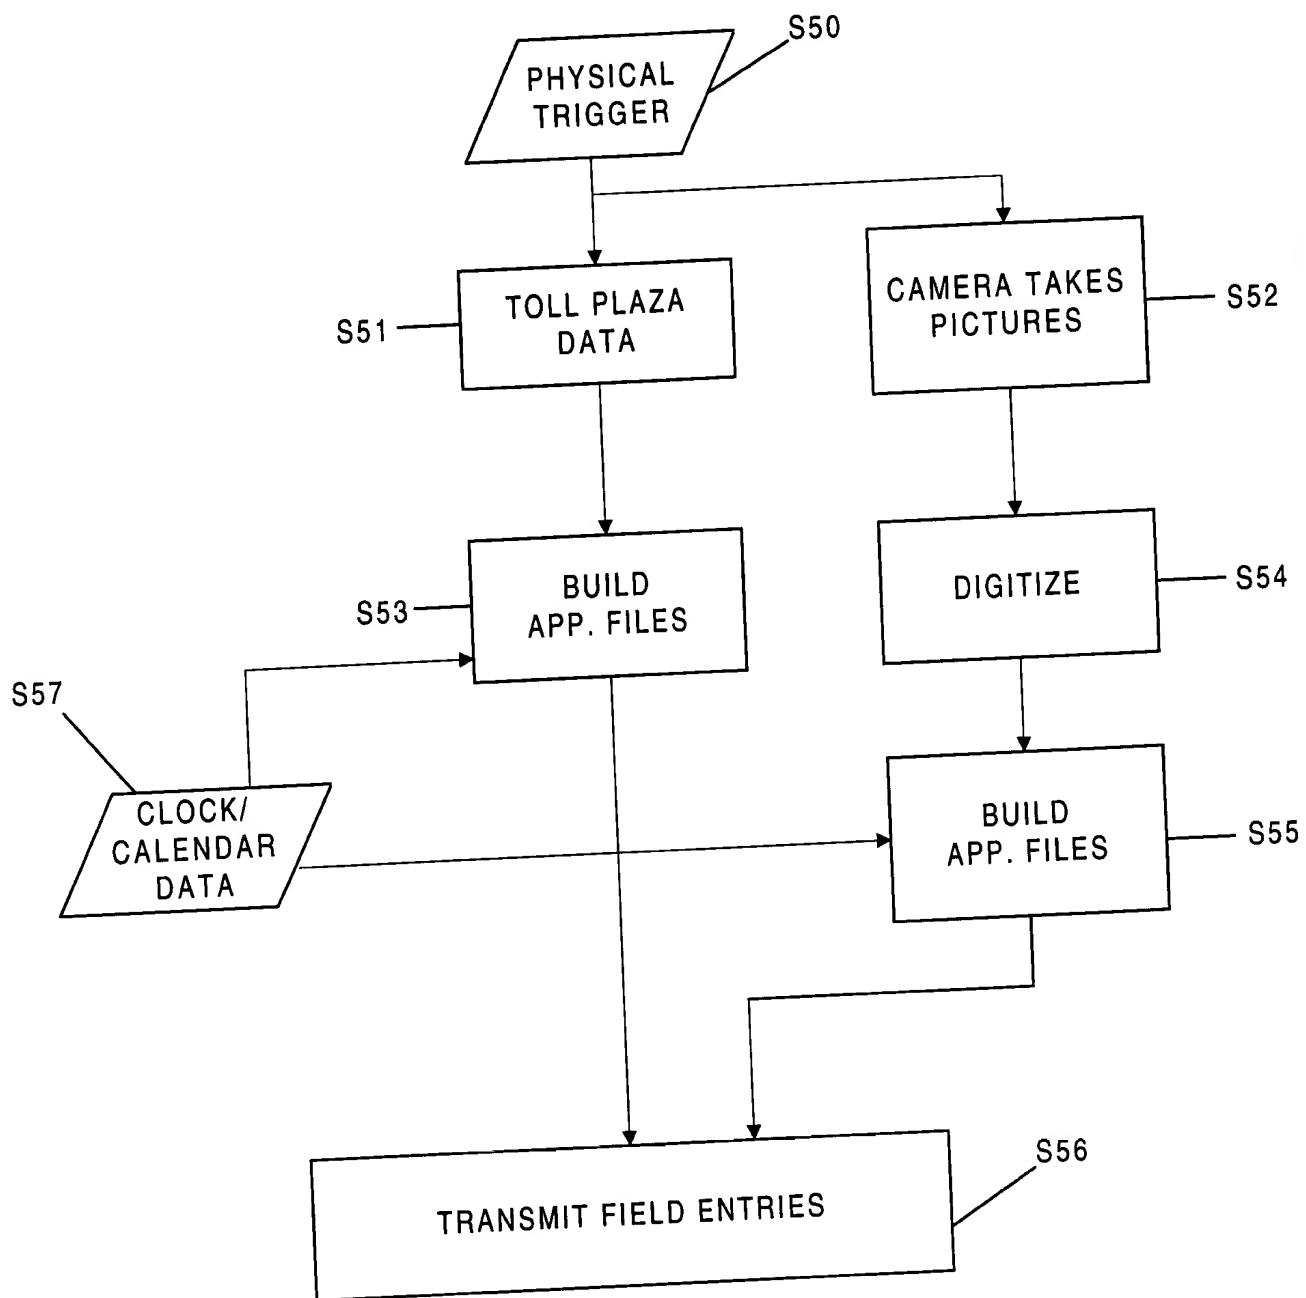 S50
PHYSICAL
TRIGGER
TOLL PLAZA
DATA
S51
CAMERA TAKES
PICTURES
S52
BUILD
APP. FILES
S53
DIGITIZE
S54
S57
CLOCK/
CALENDAR
DATA
BUILD
APP. FILES
S55
S56
TRANSMIT FIELD ENTRIES